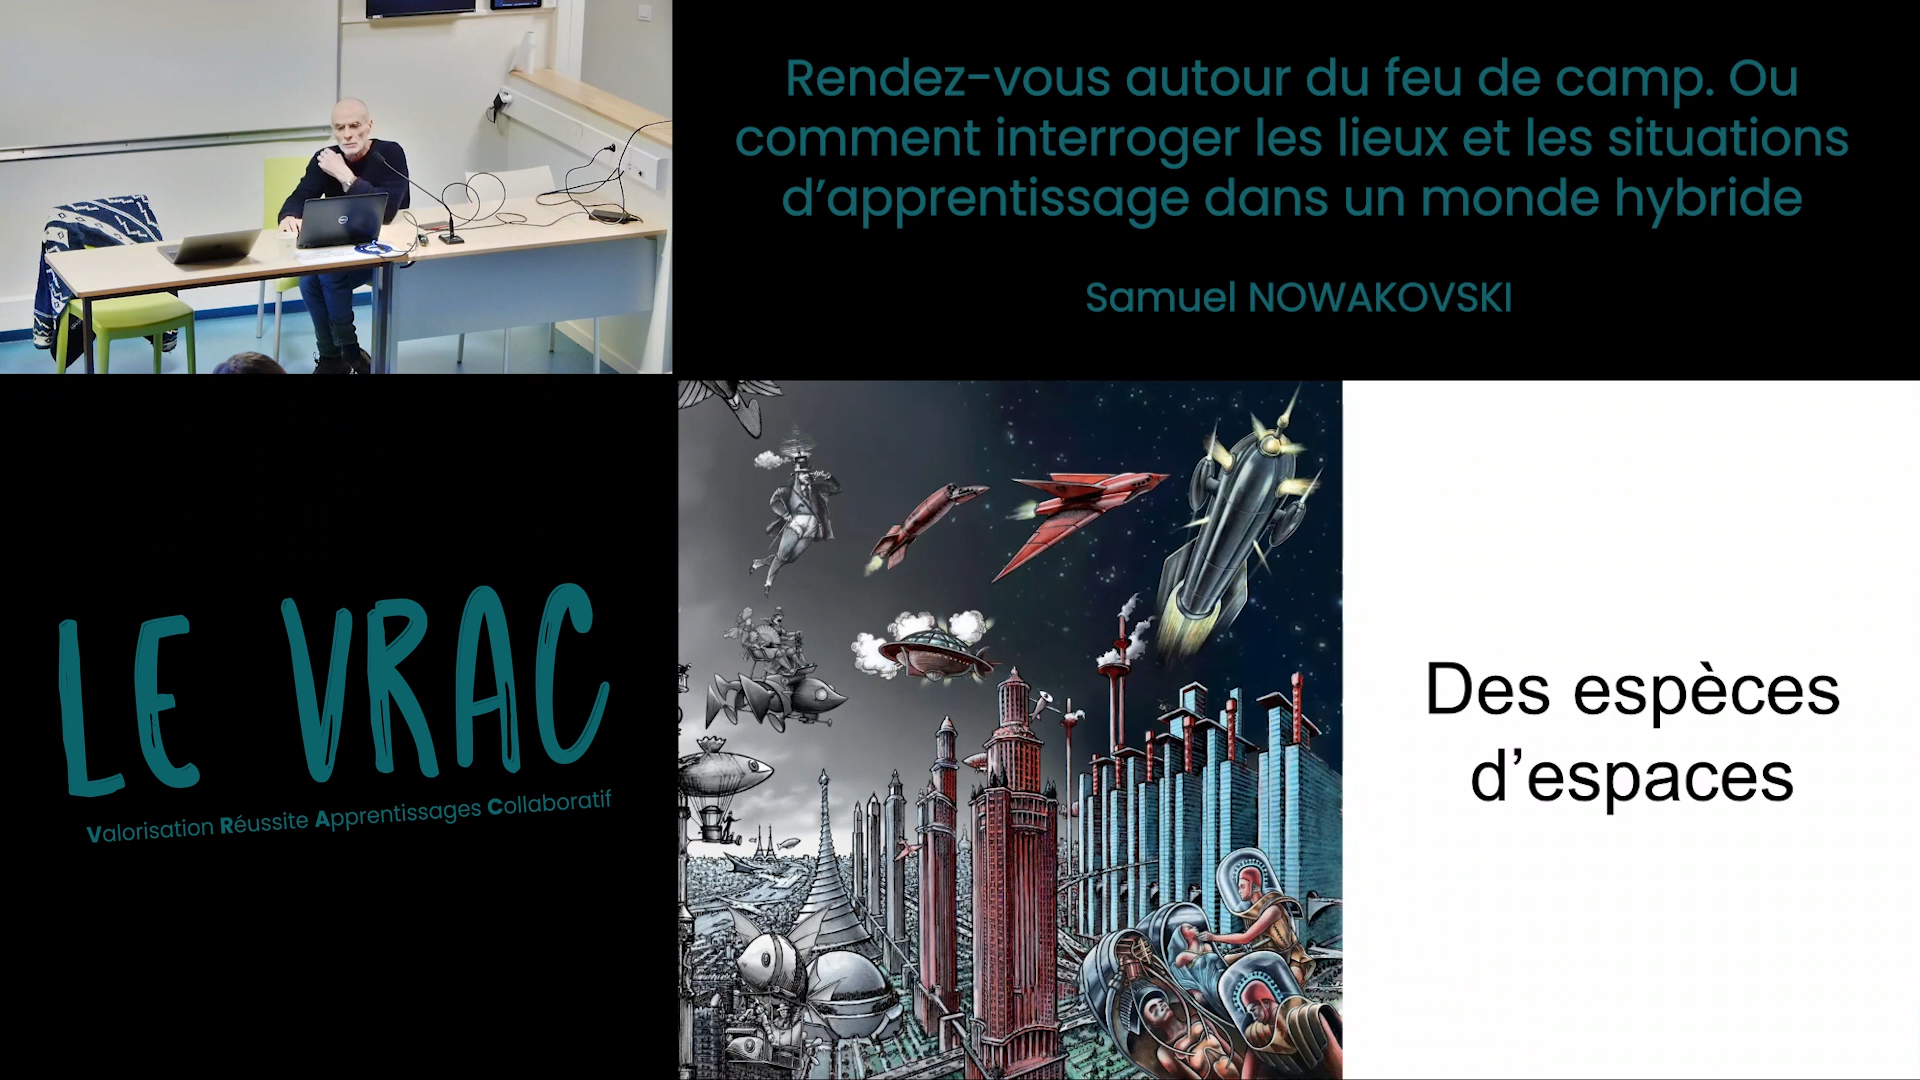 Rendez-vous autour du feu de camp. Ou
comment interroger les lieux et les situations
d’apprentissage dans un monde hybride
Samuel NOWAKOVSKI
LE VRAC
Valorisation Réussite Apprentissages Collaboratif
Des espèces
d’espaces